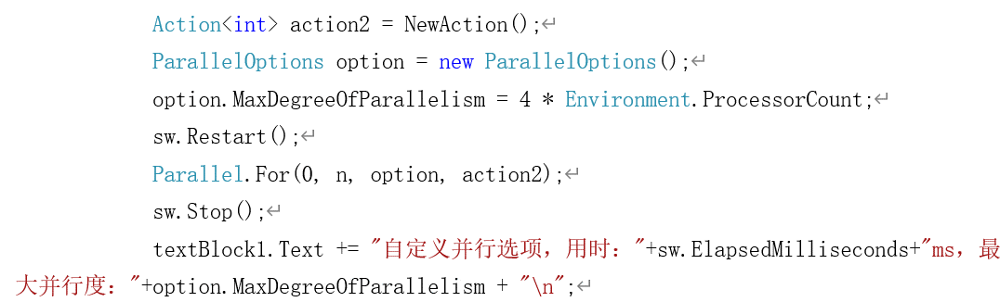 Action<int> action2 = NewAction();↵
ParallelOptions option = new ParallelOptions();↵
option.MaxDegreeOfParallelism = 4 * Environment.ProcessorCount;↵
sw.Restart();↵
Parallel.For(0, n, option, action2);↵
sw.Stop();↵
textBlock1.Text += "自定义并行选项，用时："+sw.ElapsedMilliseconds+"ms，最
大并行度："+option.MaxDegreeOfParallelism + "\n";↵